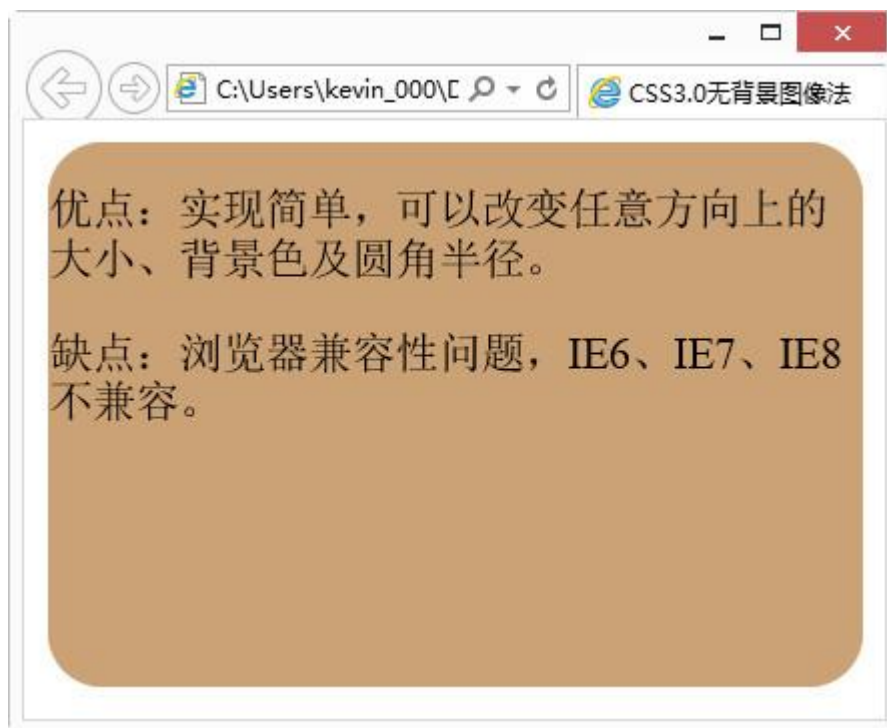 C:\Users\kevin_000\D
CSS3.0无背景图像法
优点：实现简单，可以改变任意方向上的
大小、背景色及圆角半径。
缺点：浏览器兼容性问题，IE6、IE7、IE8
不兼容。